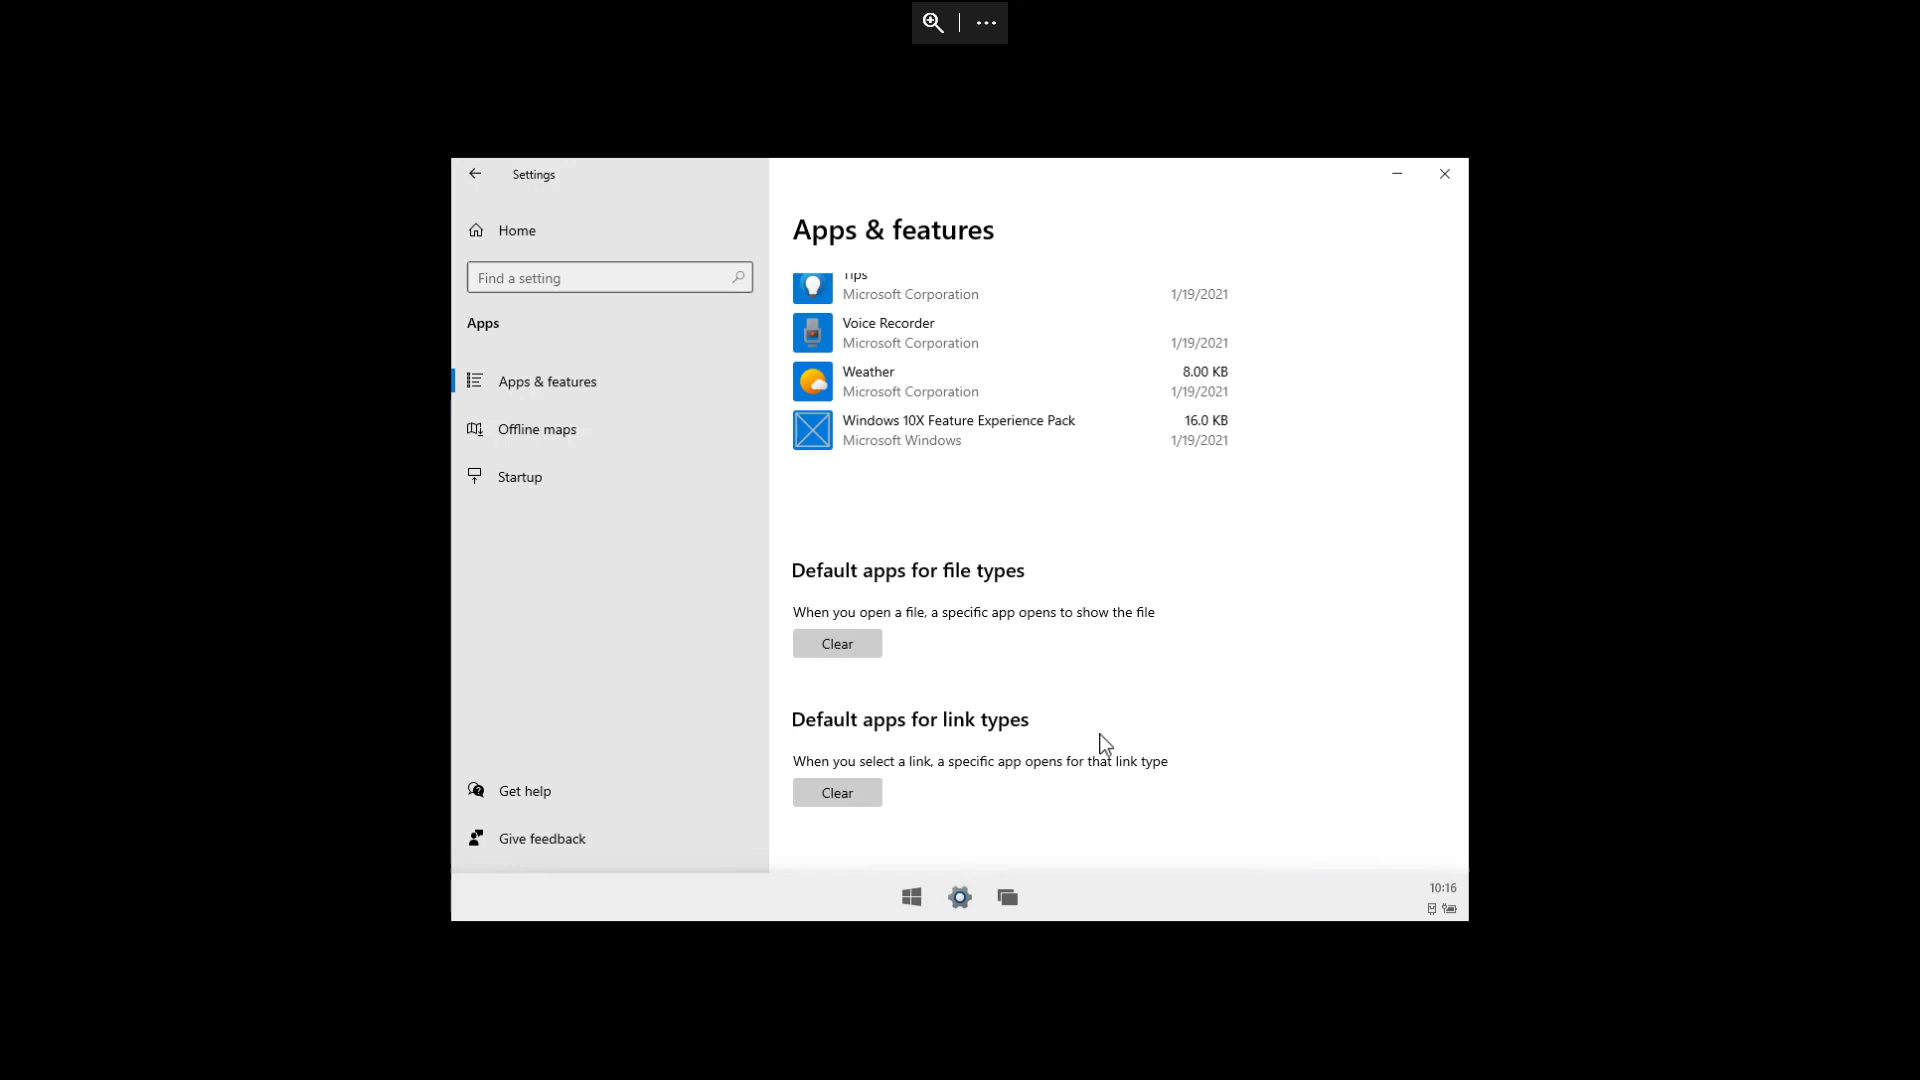 Settings
Home
Find a setting
Apps
Apps & features
Offline maps
Startup
Get help
Give feedback
Apps & features
Tips
Microsoft Corporation 1/19/2021
Voice Recorder
Microsoft Corporation 1/19/2021
Weather 8.00 KB
Microsoft Corporation 1/19/2021
Windows 10X Feature Experience Pack 16.0 KB
Microsoft Windows 1/19/2021
Default apps for file types
When you open a file, a specific app opens to show the file
Clear
Default apps for link types
When you select a link, a specific app opens for that link type
Clear
10:16